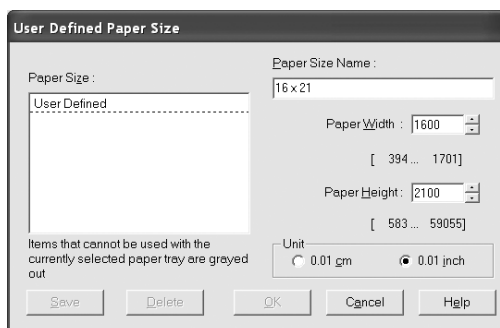 User Defined Paper Size
Paper Size :
User Defined
Items that cannot be used with the
currently selected paper tray are grayed
out
Paper Size Name :
16 x 21
Paper Width : 1600
[ 394 ... 1701]
Paper Height : 2100
[ 583 ... 59055]
Unit
0.01 cm 0.01 inch
Save Delete OK Cancel Help